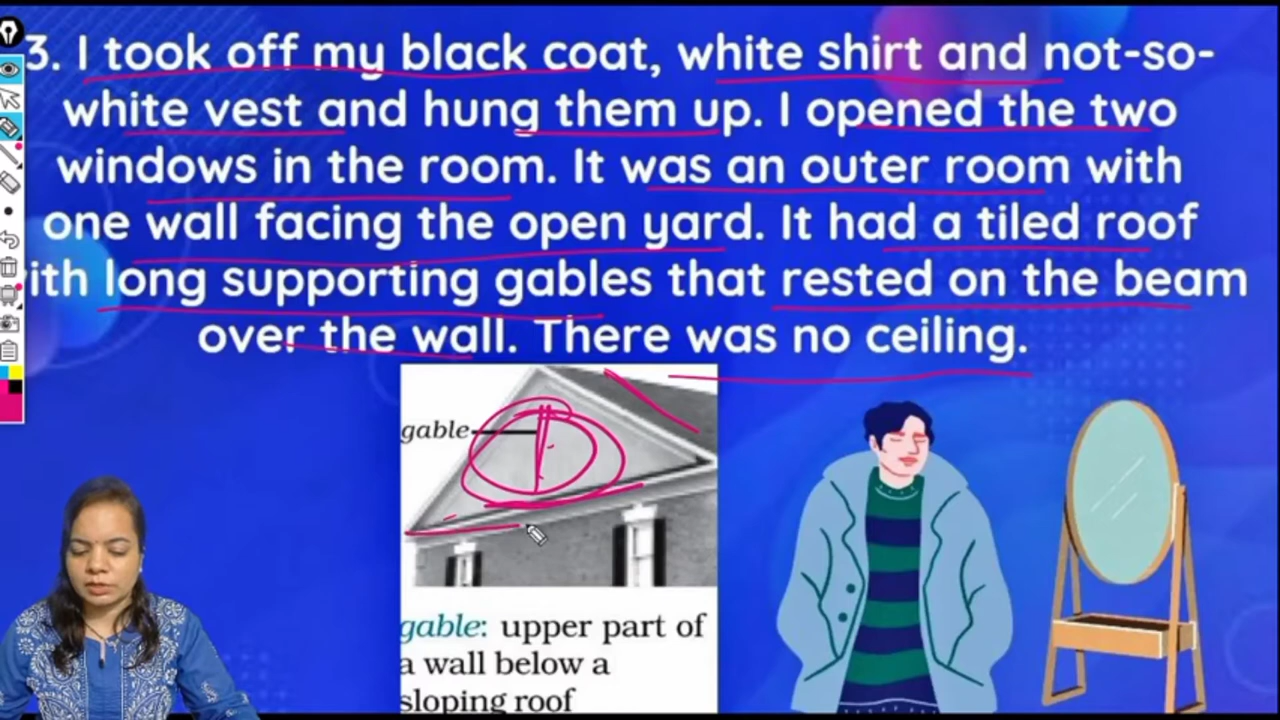 3. I took off my black coat, white shirt and not-so-
white vest and hung them up. I opened the two
windows in the room. It was an outer room with
one wall facing the open yard. It had a tiled roof
ith long supporting gables that rested on the beam
over the wall. There was no ceiling.
gable
gable: upper part of
a wall below a
sloping roof